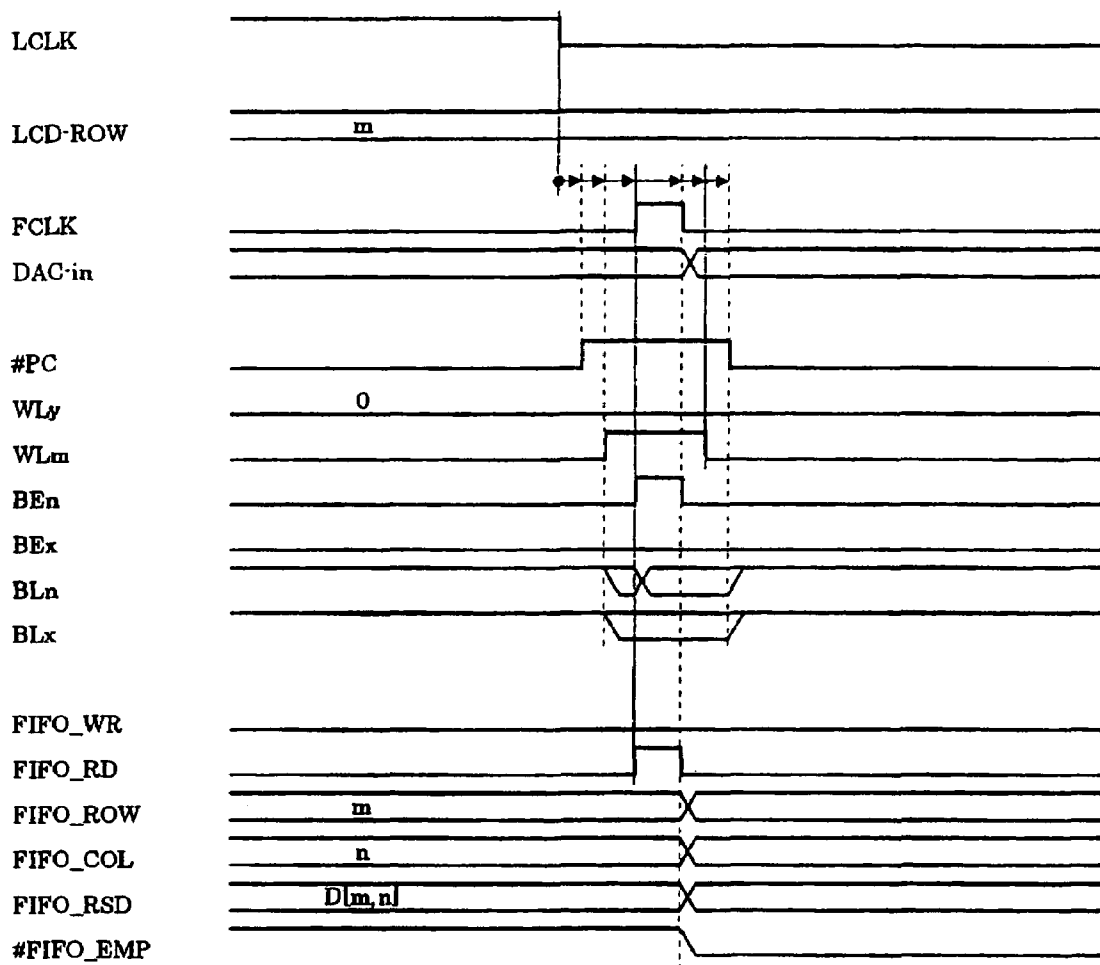 LCLK
LCD-ROW m
FCLK
DAC-in
#PC
WLy 0
WLm
BEn
BEx
BLn
BLx
FIFO_WR
FIFO_RD
FIFO_ROW m
FIFO_COL n
FIFO_RSD D[m,n]
#FIFO_EMP